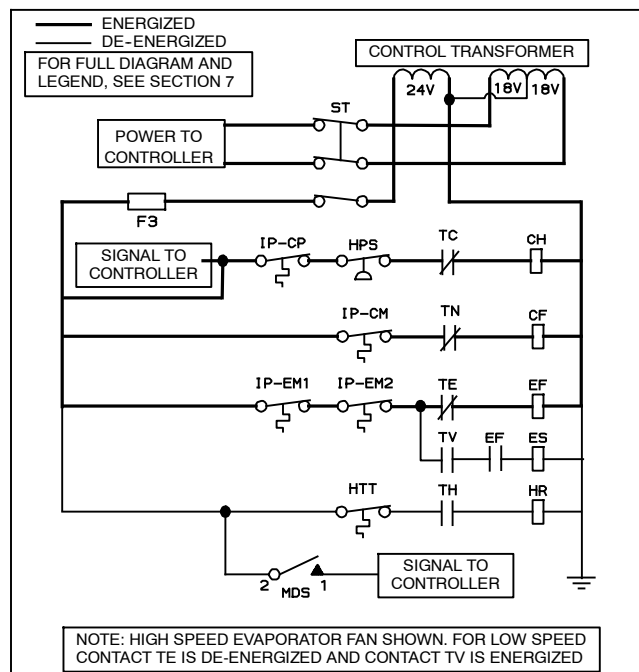 ENERGIZED
DE-ENERGIZED
FOR FULL DIAGRAM AND
LEGEND, SEE SECTION 7
CONTROL TRANSFORMER
24V
18V
18V
ST
POWER TO
CONTROLLER
F3
SIGNAL TO
CONTROLLER
IP-CP
HPS
TC
CH
IP-CM
TN
CF
IP-EM1
IP-EM2
TE
EF
TV
EF
ES
HTT
TH
HR
2
MDS
1
SIGNAL TO
CONTROLLER
NOTE: HIGH SPEED EVAPORATOR FAN SHOWN. FOR LOW SPEED
CONTACT TE IS DE-ENERGIZED AND CONTACT TV IS ENERGIZED